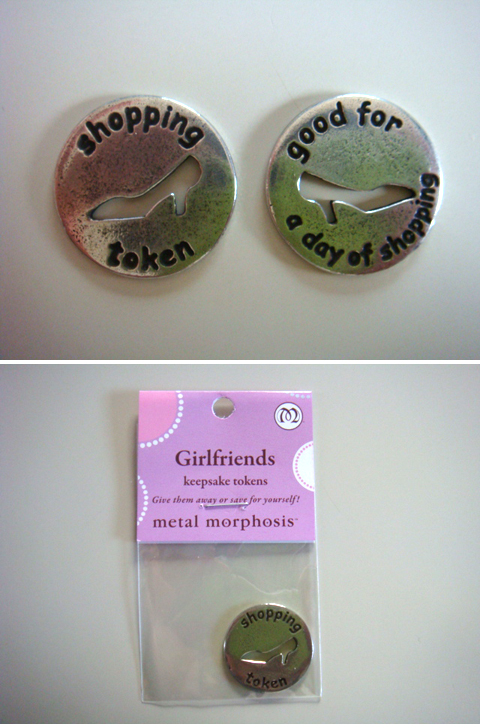 shopping
token
good for
a day of shopping
Girlfriends
keepsake tokens
Give them away or save for yourself!
metal mørphosis™
shopping
token